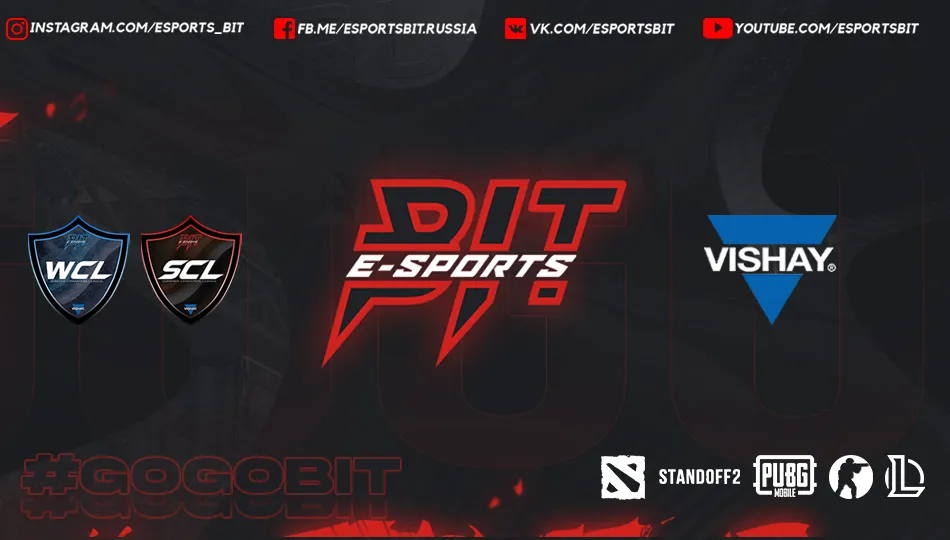 INSTAGRAM.COM/ESPORTS_BIT
FB.ME/ESPORTSBIT.RUSSIA
VK.COM/ESPORTSBIT
YOUTUBE.COM/ESPORTSBIT
BIT
E-SPORTS
WCL
SCL
VISHAY®
#GOGOBIT
#GOGOBIT
STANDOFF2
PUBG
MOBILE